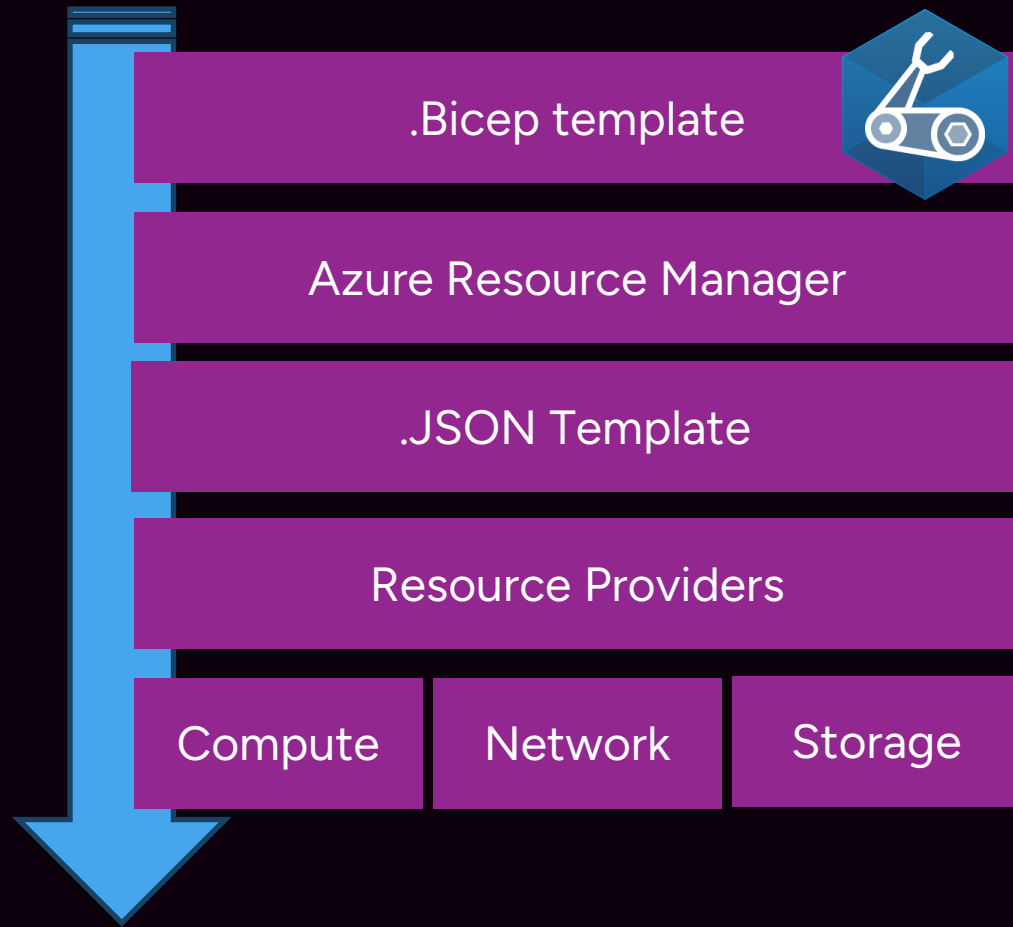 .Bicep template
Azure Resource Manager
.JSON Template
Resource Providers
Compute
Network
Storage